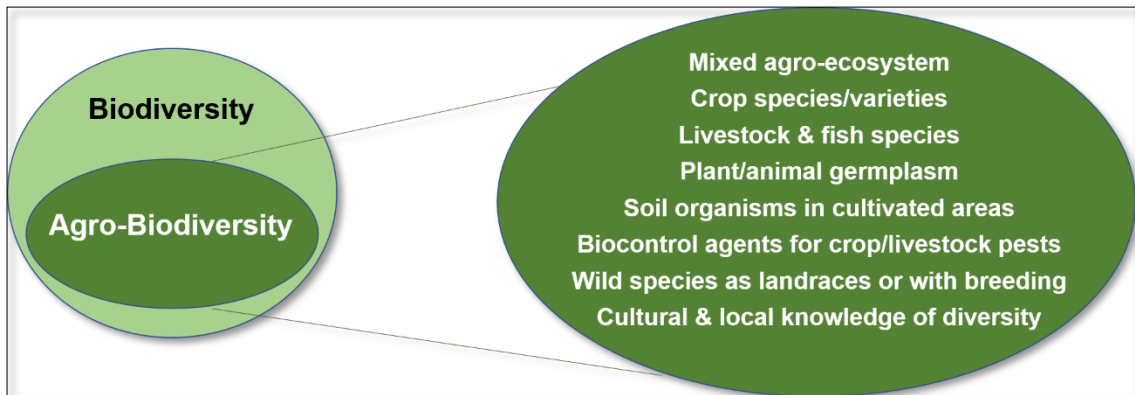 Biodiversity
Agro-Biodiversity
Mixed agro-ecosystem
Crop species/varieties
Livestock & fish species
Plant/animal germplasm
Soil organisms in cultivated areas
Biocontrol agents for crop/livestock pests
Wild species as landraces or with breeding
Cultural & local knowledge of diversity